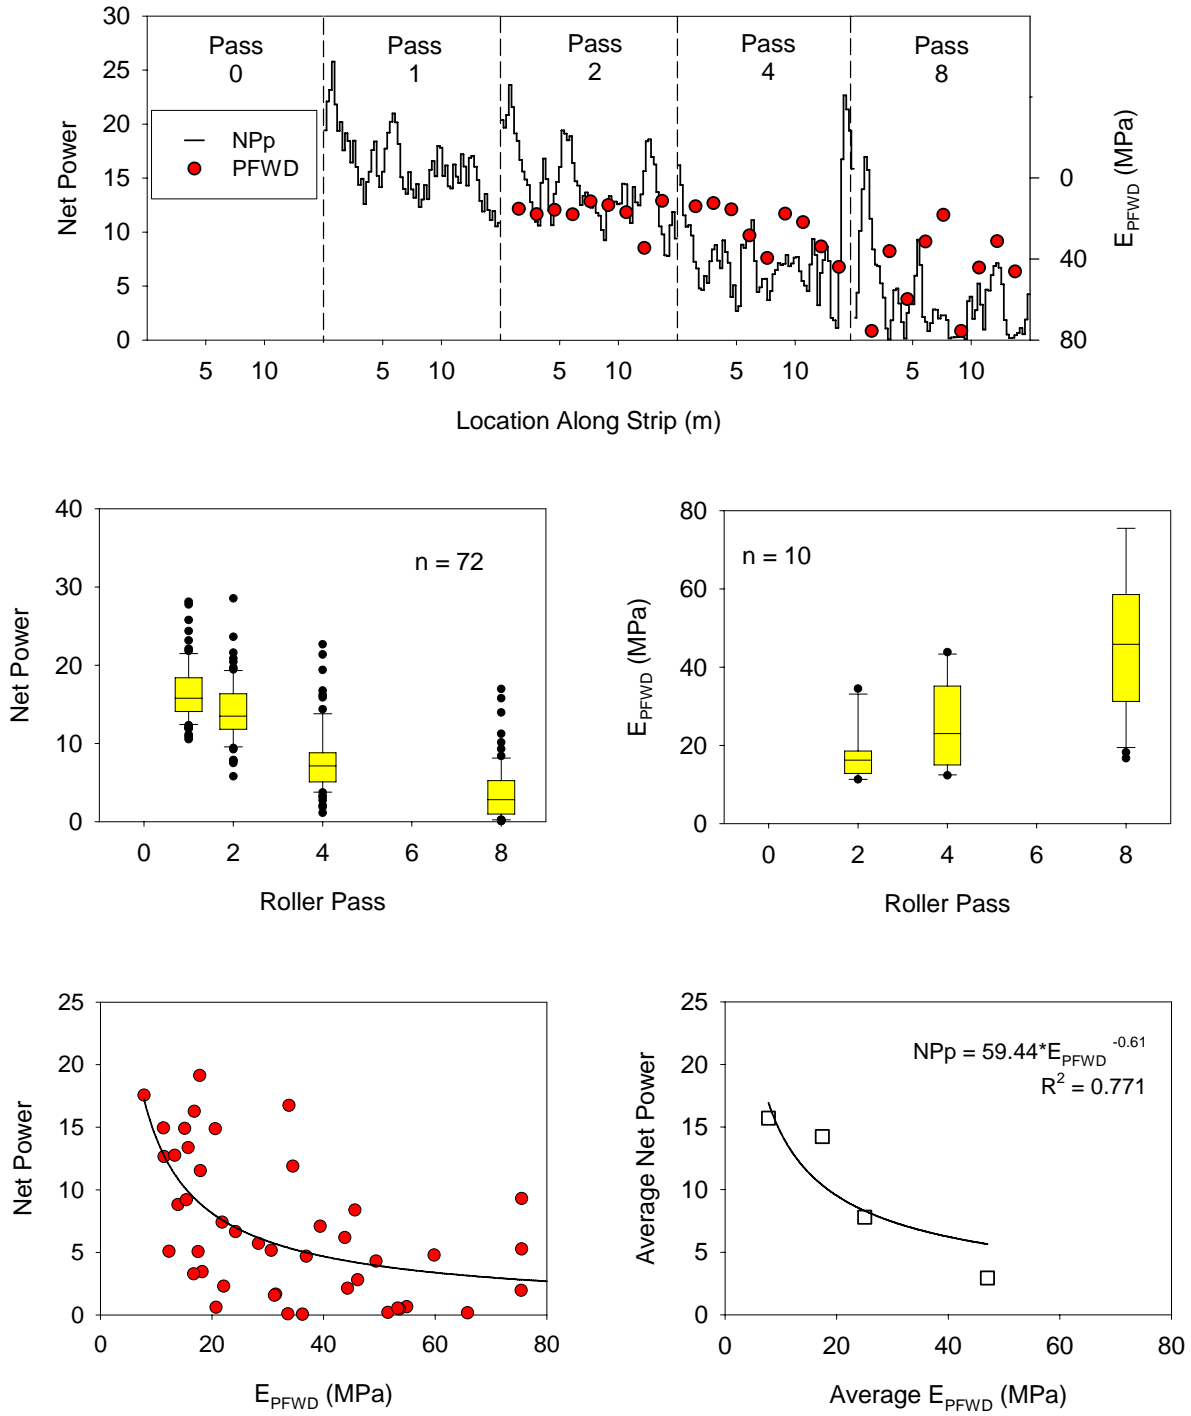 30
25
20
15
10
5
0
Net Power
Pass
0
Pass
1
Pass
2
Pass
4
Pass
8
NPp
PFWD
0
40
80
E_PFWD (MPa)
5 10 5 10 5 10 5 10 5 10
Location Along Strip (m)
40
30
20
10
0
Net Power
n = 72
0 2 4 6 8
Roller Pass
80
60
40
20
0
E_PFWD (MPa)
n = 10
0 2 4 6 8
Roller Pass
25
20
15
10
5
0
Net Power
0 20 40 60 80
E_PFWD (MPa)
25
20
15
10
5
0
Average Net Power
NPp = 59.44*E_PFWD^-0.61
R² = 0.771
0 20 40 60 80
Average E_PFWD (MPa)